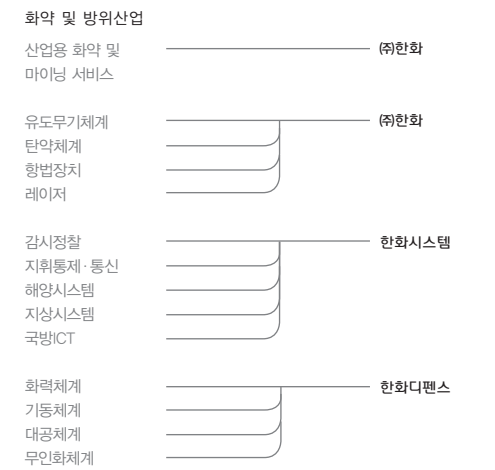 화약 및 방위산업
산업용 화약 및 ㈜한화
마이닝 서비스
유도무기체계 ㈜한화
탄약체계
항법장치
레이저
감시정찰 한화시스템
지휘통제·통신
해양시스템
지상시스템
국방ICT
화력체계 한화디펜스
기동체계
대공체계
무인화체계